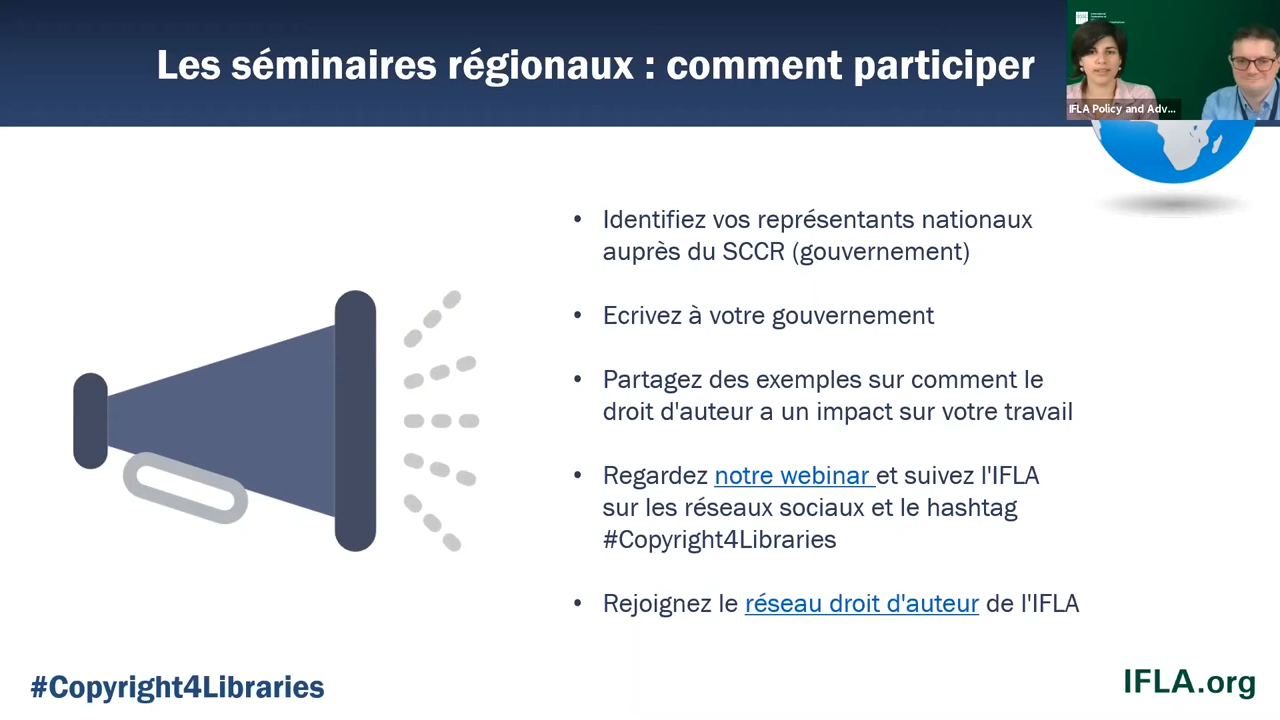 Les séminaires régionaux : comment participer
IFLA Policy and Adv...
• Identifiez vos représentants nationaux
auprès du SCCR (gouvernement)
• Ecrivez à votre gouvernement
• Partagez des exemples sur comment le
droit d'auteur a un impact sur votre travail
• Regardez notre webinar et suivez l'IFLA
sur les réseaux sociaux et le hashtag
#Copyright4Libraries
• Rejoignez le réseau droit d'auteur de l'IFLA
#Copyright4Libraries
IFLA.org